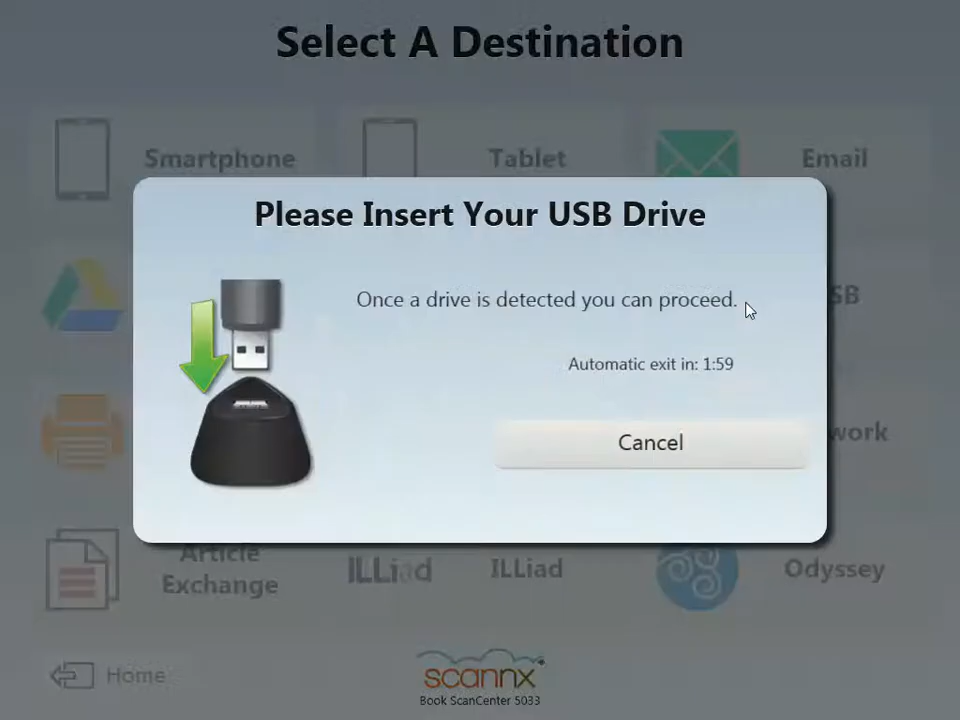 Select A Destination
Smartphone
Tablet
Email
Please Insert Your USB Drive
Once a drive is detected you can proceed.
SB
Automatic exit in: 1:59
work
Cancel
Article
Exchange
ILLiad
ILLiad
Odyssey
Home
scannx
Book ScanCenter 5033